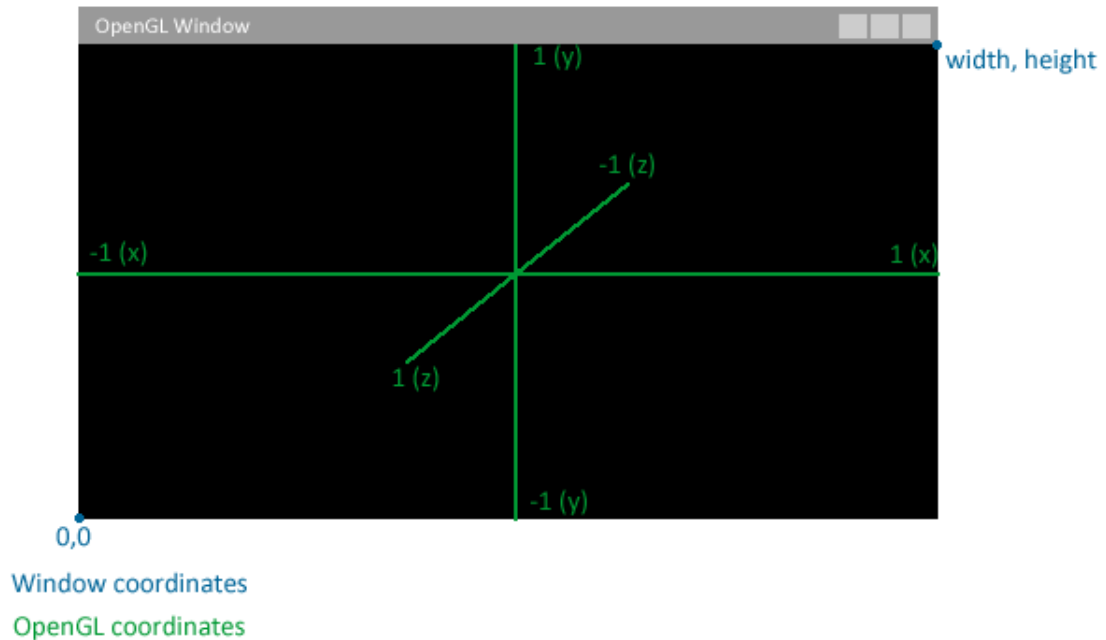 OpenGL Window
1 (y)
width, height
-1 (z)
-1 (x)
1 (x)
1 (z)
-1 (y)
0,0
Window coordinates
OpenGL coordinates